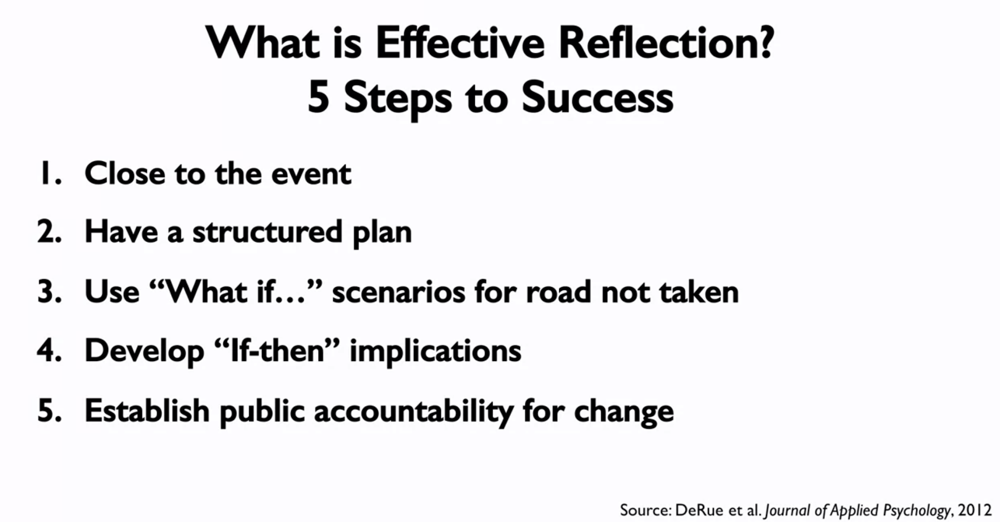 What is Effective Reflection?
5 Steps to Success
1. Close to the event
2. Have a structured plan
3. Use “What if…” scenarios for road not taken
4. Develop “If-then” implications
5. Establish public accountability for change
Source: DeRue et al. Journal of Applied Psychology, 2012